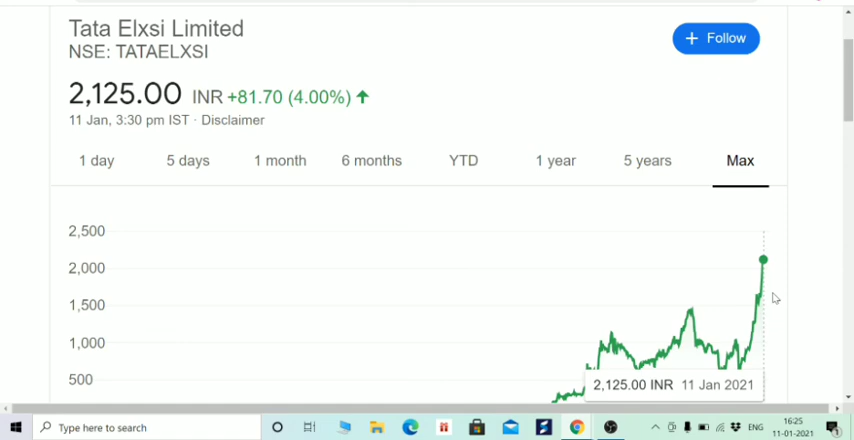 Tata Elxsi Limited
NSE: TATAELXSI
+ Follow
2,125.00 INR +81.70 (4.00%)
11 Jan, 3:30 pm IST · Disclaimer
1 day 5 days 1 month 6 months YTD 1 year 5 years Max
2,500
2,000
1,500
1,000
500
2,125.00 INR 11 Jan 2021
Type here to search
ENG
16:25
11-01-2021